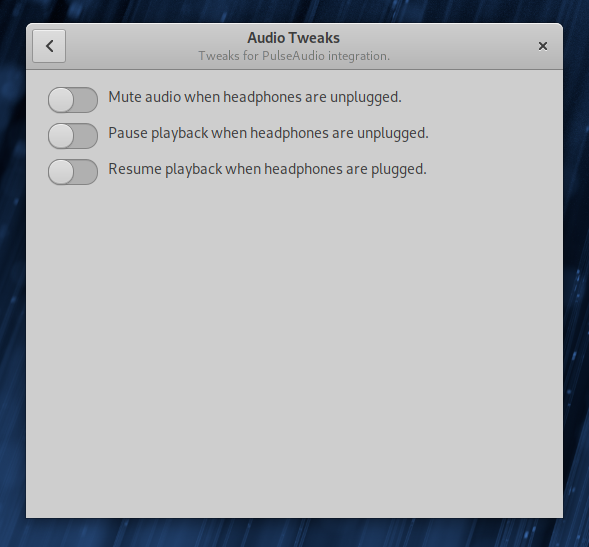 Audio Tweaks
Tweaks for PulseAudio integration.
Mute audio when headphones are unplugged.
Pause playback when headphones are unplugged.
Resume playback when headphones are plugged.